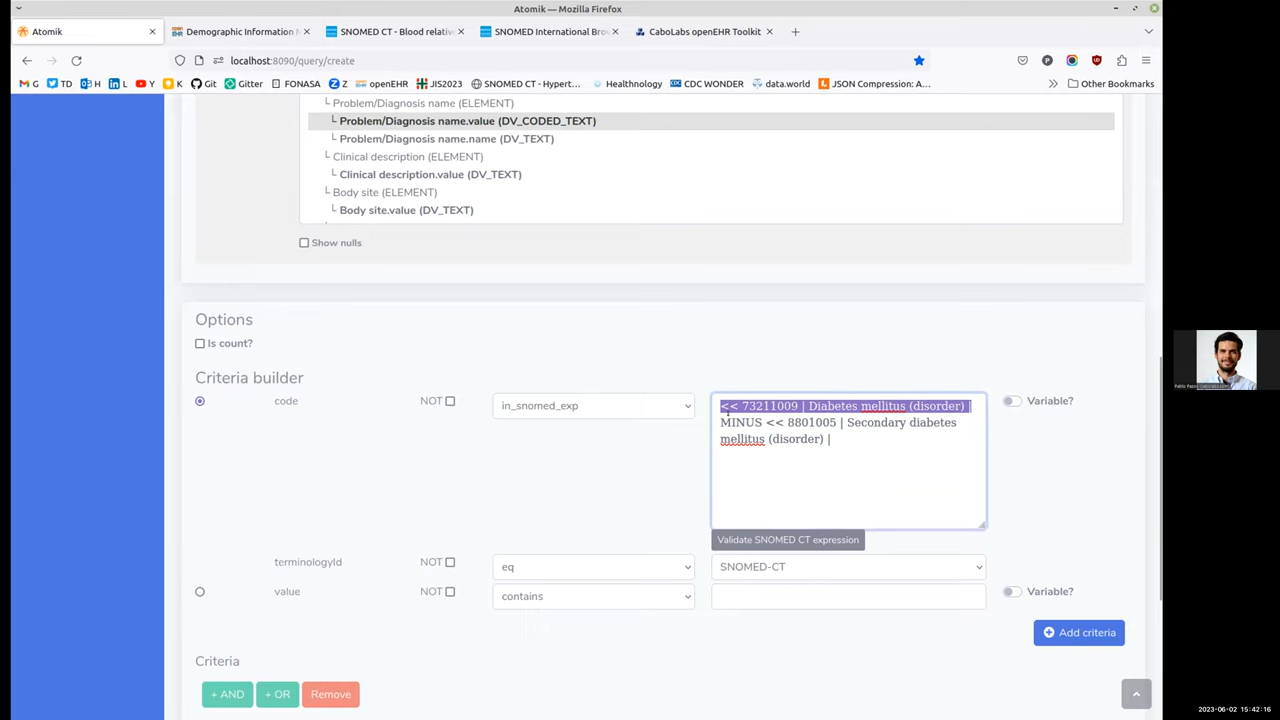 Atomik — Mozilla Firefox
Atomik
Demographic Information M
SNOMED CT - Blood relativ
SNOMED International Bro
CaboLabs openEHR Toolkit
localhost:8090/query/create
G
TD
H
L
Y
K
Git
Gitter
FONASA
Z
openEHR
JIS2023
SNOMED CT - Hypert…
Healthnology
CDC WONDER
data.world
JSON Compression: A…
Other Bookmarks
Problem/Diagnosis name (ELEMENT)
Problem/Diagnosis name.value (DV_CODED_TEXT)
Problem/Diagnosis name.name (DV_TEXT)
Clinical description (ELEMENT)
Clinical description.value (DV_TEXT)
Body site (ELEMENT)
Body site.value (DV_TEXT)
Show nulls
Options
Is count?
Criteria builder
code
NOT
in_snomed_exp
<< 73211009 | Diabetes mellitus (disorder) |
MINUS << 8801005 | Secondary diabetes
mellitus (disorder) |
Variable?
Validate SNOMED CT expression
terminologyId
NOT
eq
SNOMED-CT
value
NOT
contains
Variable?
Add criteria
Criteria
+ AND
+ OR
Remove
2023-06-02 15:42:16